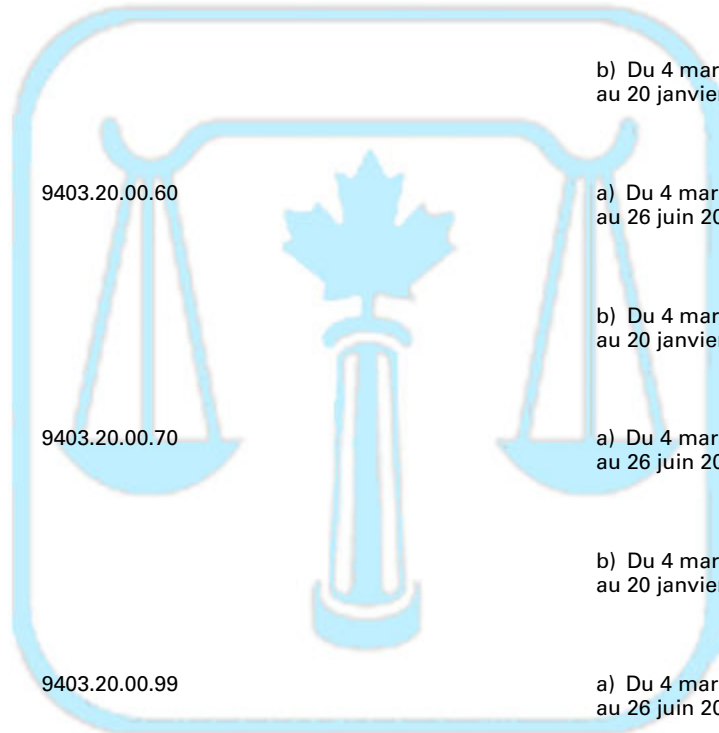 b) Du 4 mar
au 20 janvier
9403.20.00.60
a) Du 4 mar
au 26 juin 20
b) Du 4 mar
au 20 janvier
9403.20.00.70
a) Du 4 mar
au 26 juin 20
b) Du 4 mar
au 20 janvier
9403.20.00.99
a) Du 4 mar
au 26 juin 20